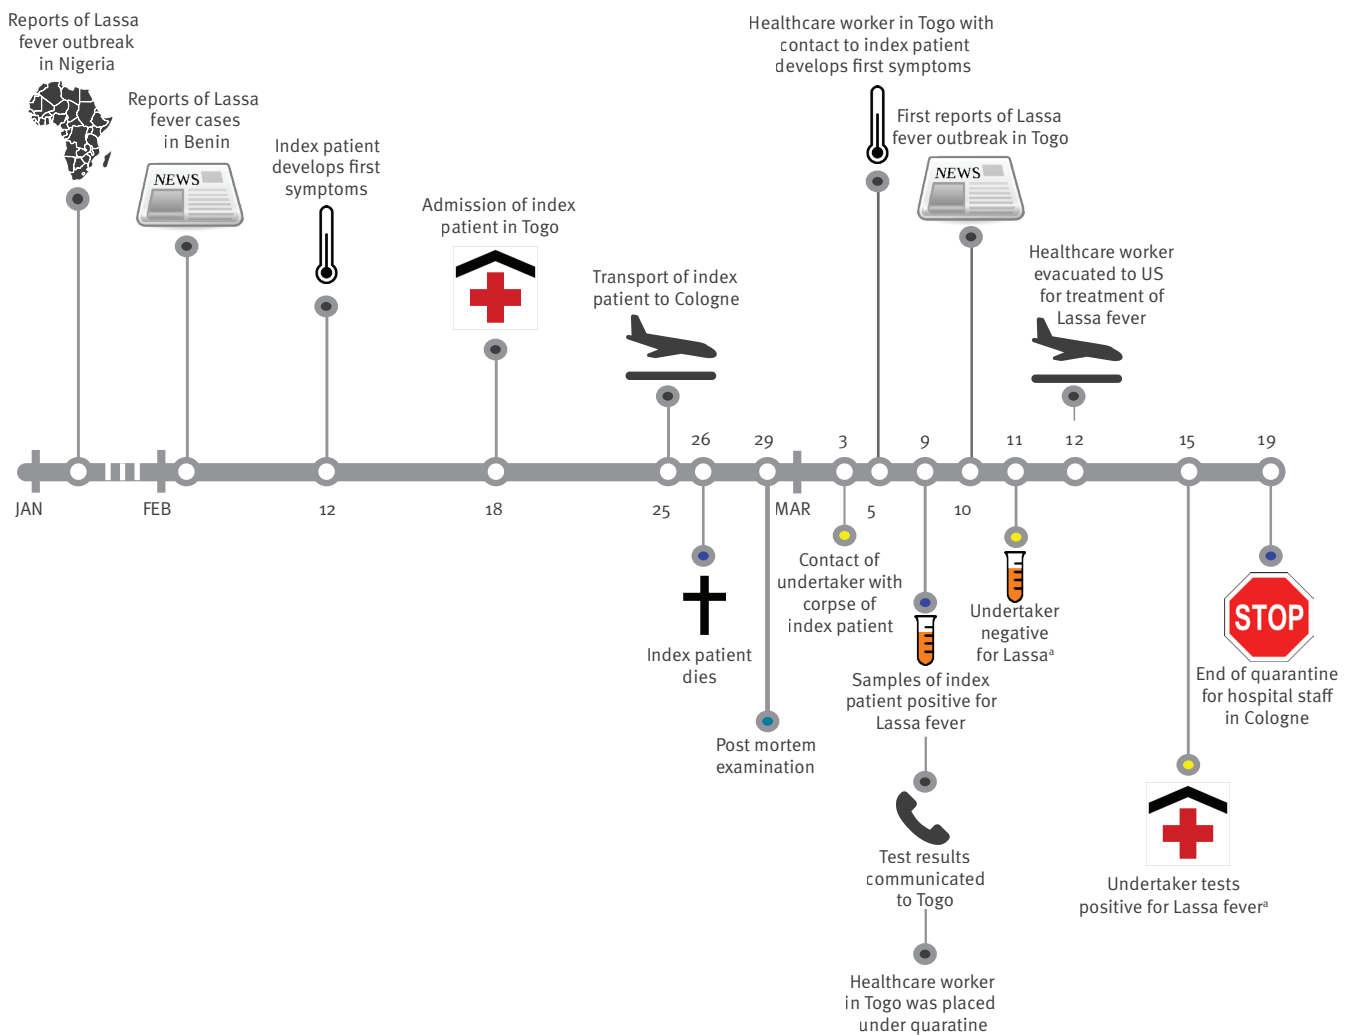 Reports of Lassa
fever outbreak
in Nigeria
Reports of Lassa
fever cases
in Benin
NEWS
Index patient
develops first
symptoms
Admission of index
patient in Togo
Transport of index
patient to Cologne
Healthcare worker in Togo with
contact to index patient
develops first symptoms
First reports of Lassa
fever outbreak in Togo
NEWS
Healthcare worker
evacuated to US
for treatment of
Lassa fever
26
29
3
9
11
12
15
19
JAN
FEB
12
18
25
MAR
5
10
Index patient
dies
Post mortem
examination
Contact of
undertaker with
corpse of
index patient
Samples of index
patient positive for
Lassa fever
Test results
communicated
to Togo
Healthcare worker
in Togo was placed
under quaratine
Undertaker
negative
for Lassaᵃ
Undertaker tests
positive for Lassa feverᵃ
STOP
End of quarantine
for hospital staff
in Cologne